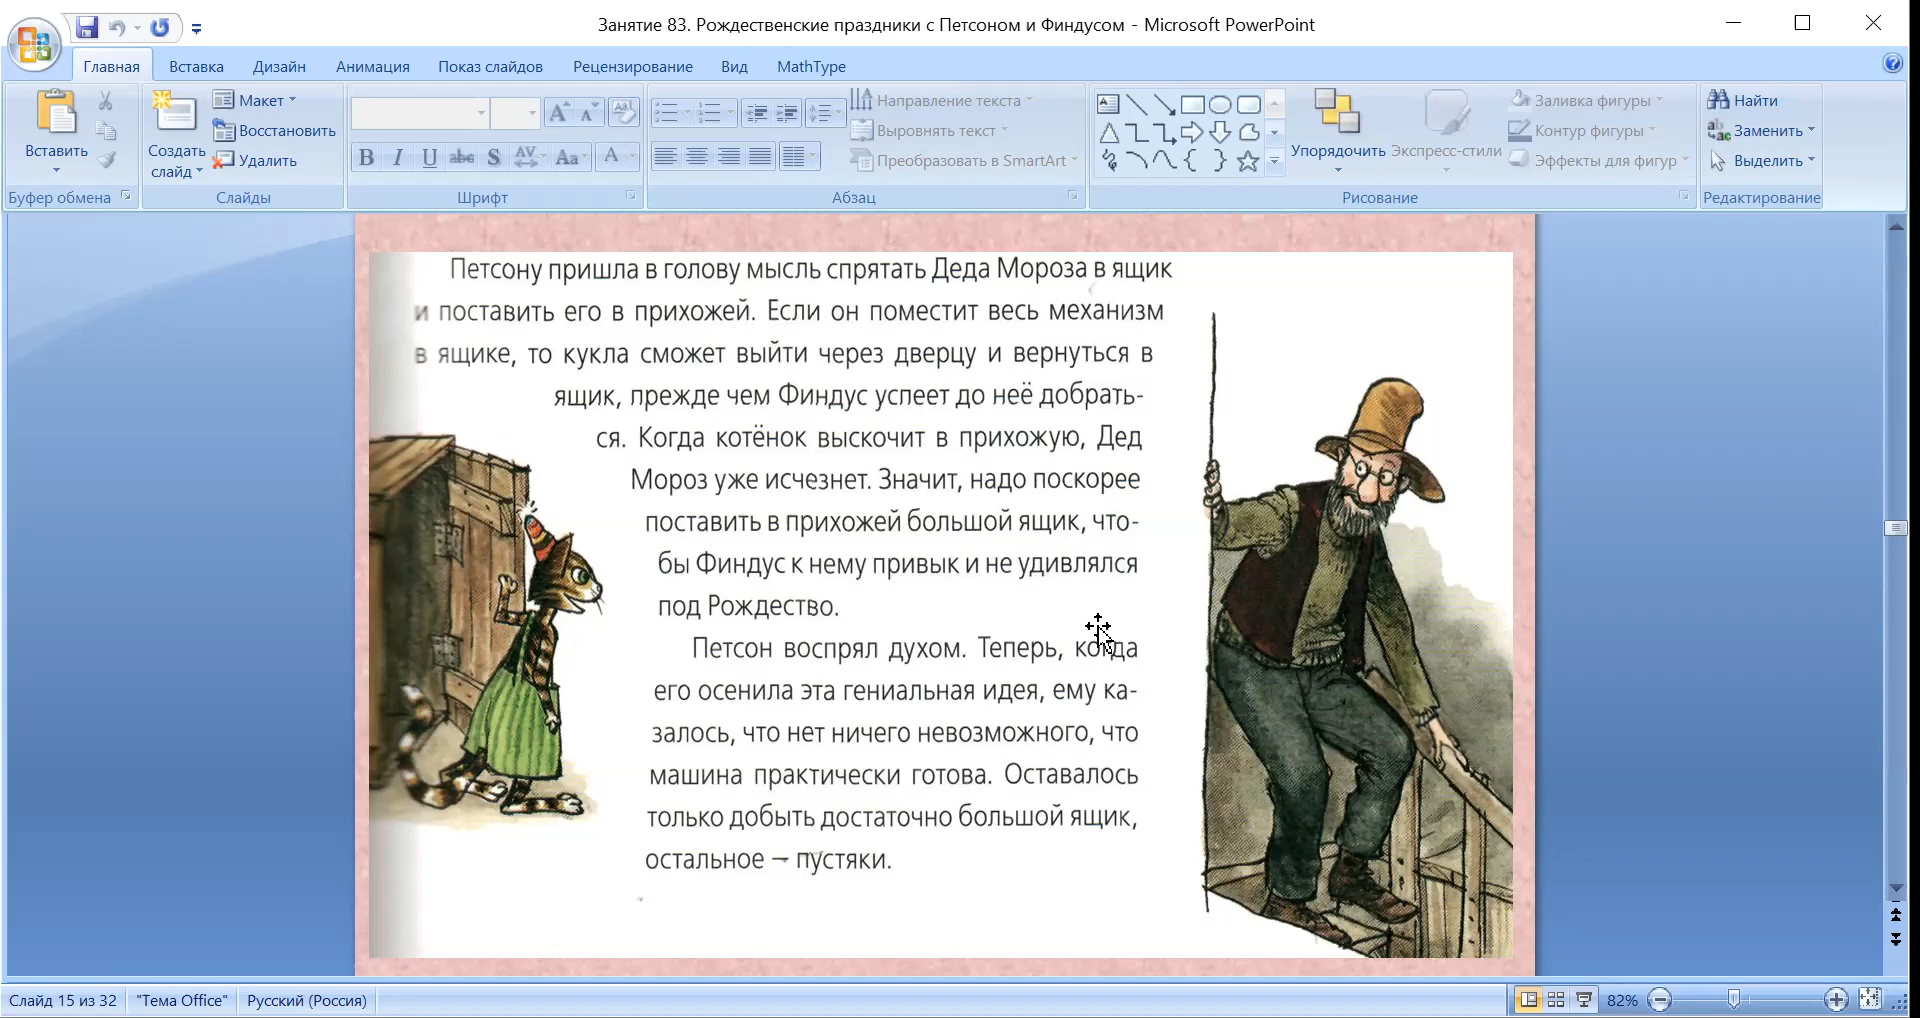 Занятие 83. Рождественские праздники с Петсоном и Финдусом - Microsoft PowerPoint
Главная Вставка Дизайн Анимация Показ слайдов Рецензирование Вид MathType
Вставить
Буфер обмена
Создать слайд
Макет
Восстановить
Удалить
Слайды
Шрифт
Направление текста
Выровнять текст
Преобразовать в SmartArt
Абзац
Упорядочить
Экспресс-стили
Заливка фигуры
Контур фигуры
Эффекты для фигур
Рисование
Найти
Заменить
Выделить
Редактирование
Петсону пришла в голову мысль спрятать Деда Мороза в ящик
и поставить его в прихожей. Если он поместит весь механизм
в ящике, то кукла сможет выйти через дверцу и вернуться в
ящик, прежде чем Финдус успеет до неё добрать-
ся. Когда котёнок выскочит в прихожую, Дед
Мороз уже исчезнет. Значит, надо поскорее
поставить в прихожей большой ящик, что-
бы Финдус к нему привык и не удивлялся
под Рождество.
Петсон воспрял духом. Теперь, когда
его осенила эта гениальная идея, ему ка-
залось, что нет ничего невозможного, что
машина практически готова. Оставалось
только добыть достаточно большой ящик,
остальное – пустяки.
Слайд 15 из 32 "Тема Office" Русский (Россия) 82%